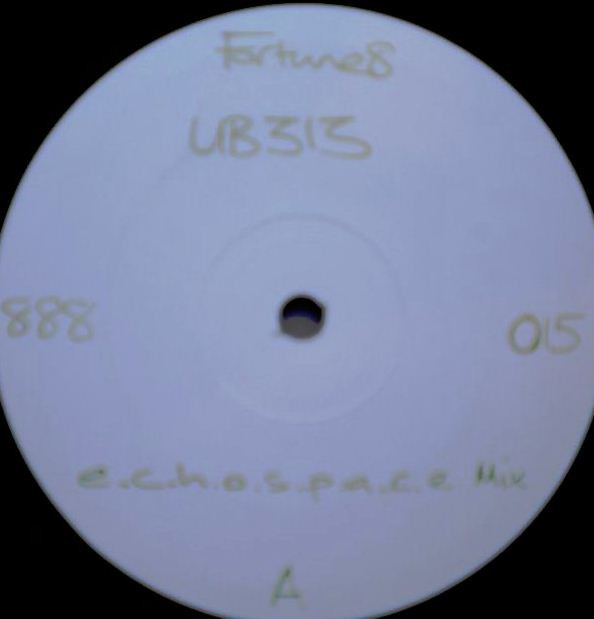 Fortune8
UB313
888 015
e.c.h.o.s.p.a.c.e. Mix
A